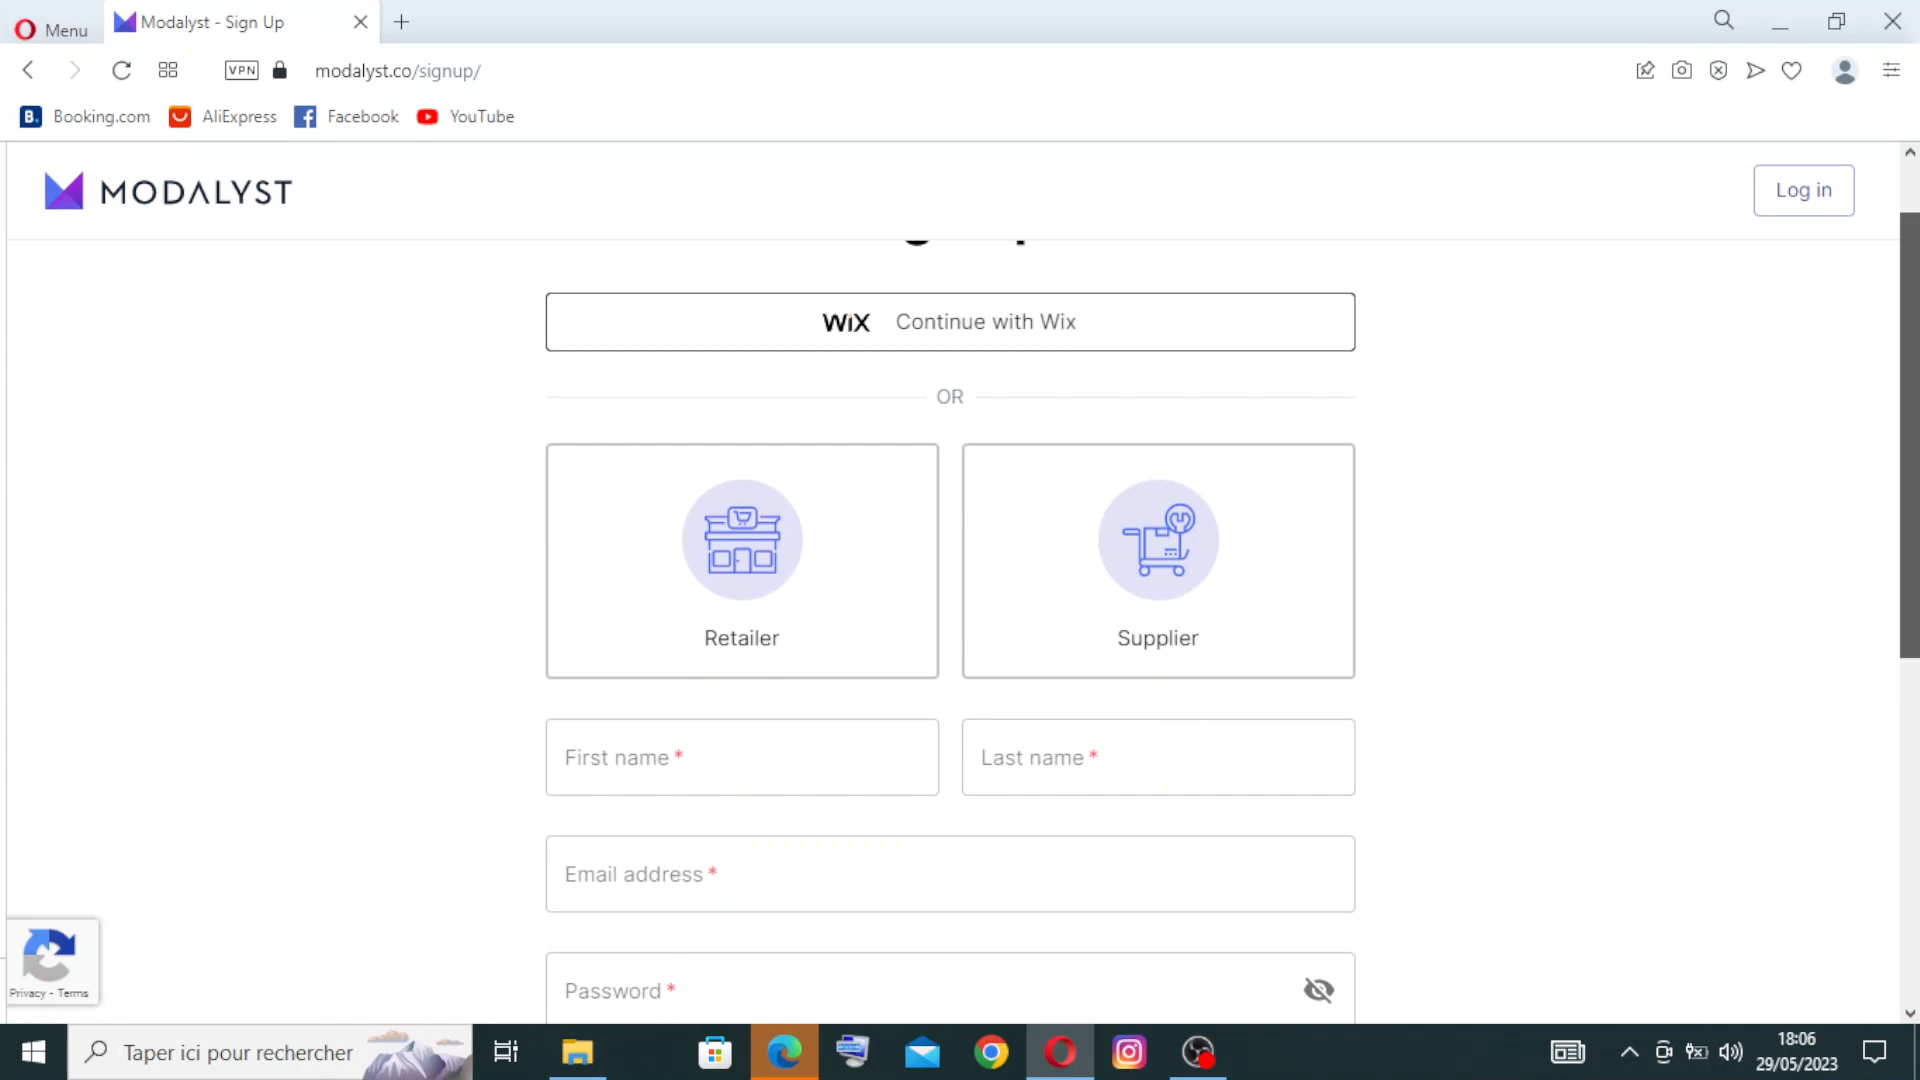 Menu
Modalyst - Sign Up
VPN
modalyst.co/signup/
B. Booking.com
AliExpress
Facebook
YouTube
MODALYST
Log in
WiX Continue with Wix
OR
Retailer
Supplier
First name *
Last name *
Email address *
Password *
Privacy - Terms
Taper ici pour rechercher
18:06
29/05/2023